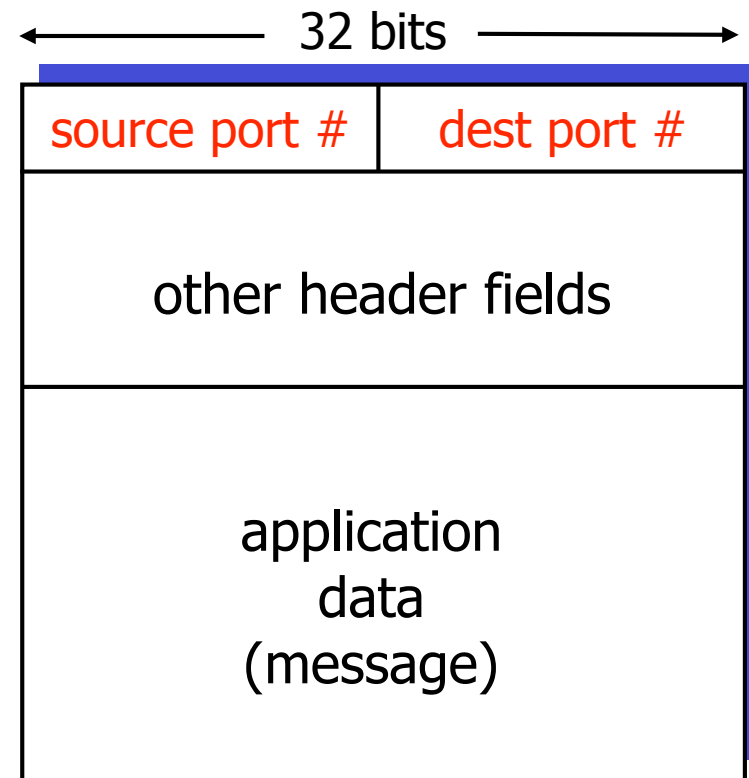 32 bits
source port # dest port #
other header fields
application
data
(message)